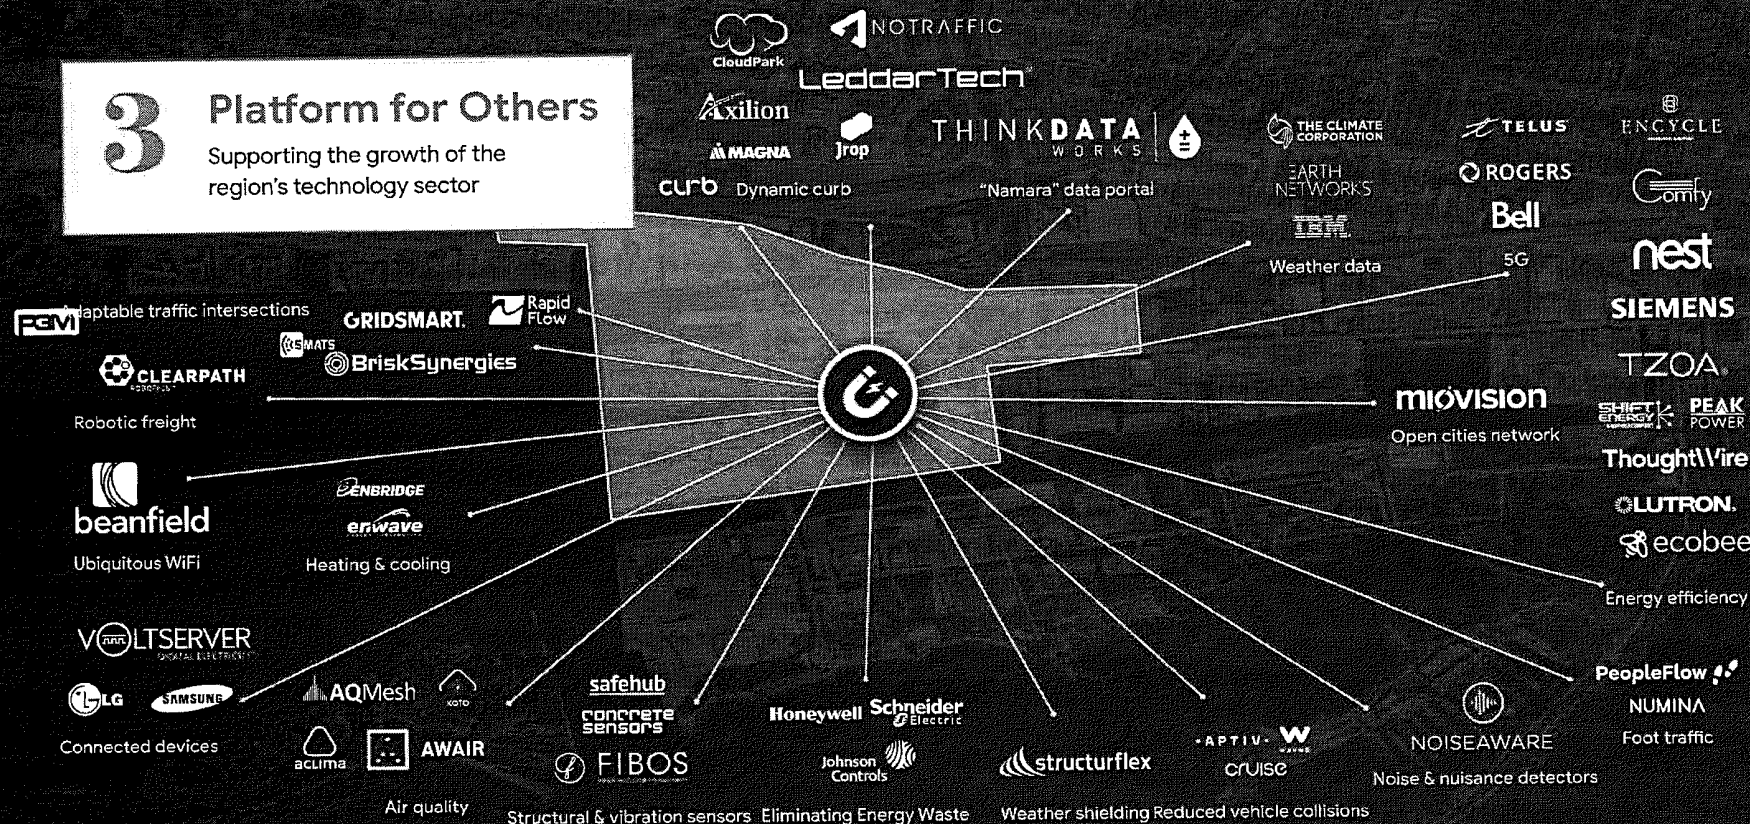 3
Platform for Others
Supporting the growth of the
region's technology sector
CloudPark
NOTRAFFIC
LeddarTech
Axilion
MAGNA
Jrop
curb Dynamic curb
THINKDATA
WORKS
"Namara" data portal
THE CLIMATE
CORPORATION
EARTH
NETWORKS
IBM
Weather data
TELUS
ROGERS
Bell
5G
ENCYCLE
Comfy
nest
SIEMENS
TZOA
SHIFT
ENERGY
PEAK
POWER
ThoughtWire
LUTRON
ecobee
Energy efficiency
PGM
Adaptable traffic intersections
GRIDSMART
Rapid
Flow
SMATS
BriskSynergies
CLEARPATH
ROBOTICS
Robotic freight
miovision
Open cities network
beanfield
Ubiquitous WiFi
ENBRIDGE
enwave
Heating & cooling
VOLTSERVER
DIGITAL ELECTRICITY
LG
SAMSUNG
Connected devices
AQMesh
aclima
AWAIR
Air quality
safehub
concrete
sensors
FIBOS
Structural & vibration sensors
Honeywell
Schneider
Electric
Johnson
Controls
Eliminating Energy Waste
structurflex
Weather shielding
·APTIV·
W
cruise
Reduced vehicle collisions
NOISEAWARE
Noise & nuisance detectors
PeopleFlow
NUMINA
Foot traffic